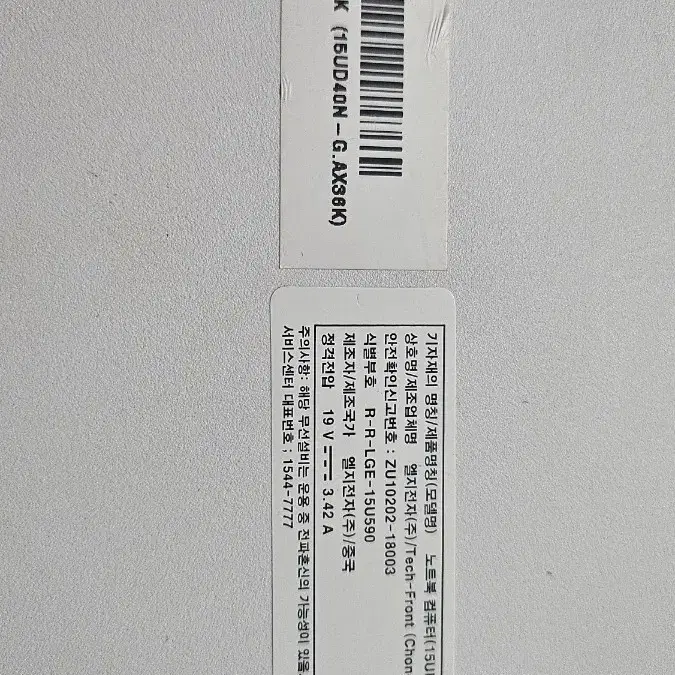 K (15UD40N-G.AX36K)
기자재의 명칭/제품명칭(모델명) 노트북 컴퓨터(15U
상호명/제조업체명 엘지전자(주)/Tech-Front (Chon
안전확인신고번호 : ZU10202-18003
식별부호 R-R-LGE-15U590
제조자/제조국가 엘지전자(주)/중국
정격전압 19 V⎓3.42 A
주의사항: 해당 무선설비는 운용 중 전파혼신의 가능성이 있을
서비스센터 대표번호 ; 1544-7777